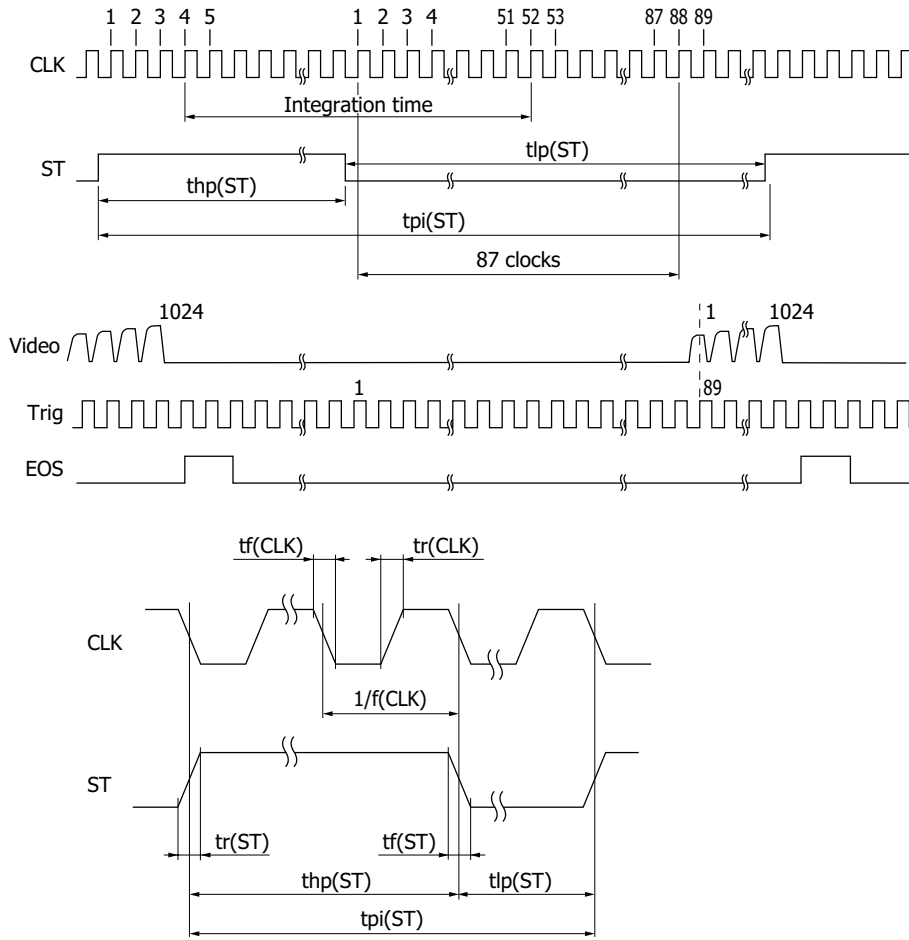 1 2 3 4 5 1 2 3 4 51 52 53 87 88 89
CLK
Integration time
ST
tlp(ST)
thp(ST)
tpi(ST)
87 clocks
1024 1 1024
Video
1 89
Trig
EOS
tf(CLK) tr(CLK)
CLK
1/f(CLK)
ST
tr(ST) tf(ST)
thp(ST) tlp(ST)
tpi(ST)